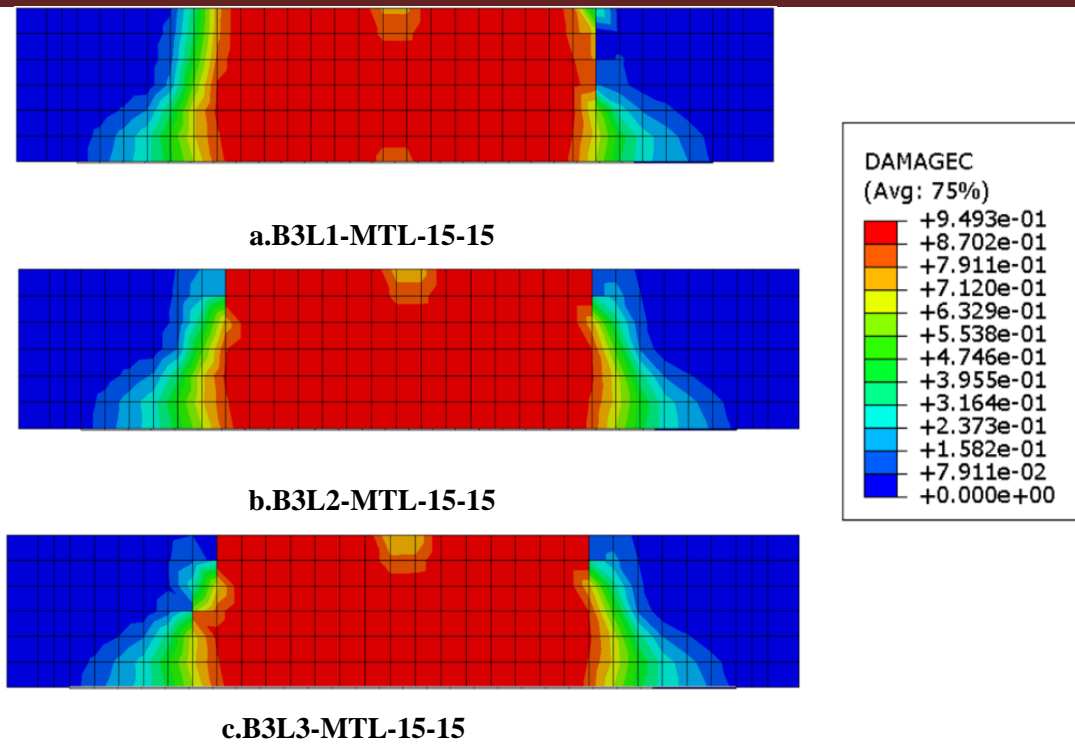 a.B3L1-MTL-15-15
b.B3L2-MTL-15-15
c.B3L3-MTL-15-15
DAMAGEC
(Avg: 75%)
+9.493e-01
+8.702e-01
+7.911e-01
+7.120e-01
+6.329e-01
+5.538e-01
+4.746e-01
+3.955e-01
+3.164e-01
+2.373e-01
+1.582e-01
+7.911e-02
+0.000e+00